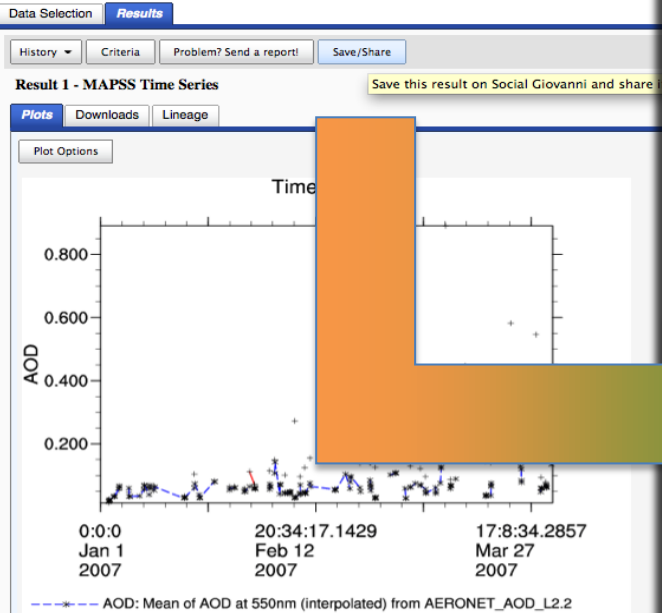 Data Selection Results
History Criteria Problem? Send a report! Save/Share
Result 1 - MAPSS Time Series
Save this result on Social Giovanni and share
Plots Downloads Lineage
Plot Options
Time
0.800
0.600
AOD
0.400
0.200
0:0:0 20:34:17.1429 17:8:34.2857
Jan 1 Feb 12 Mar 27
2007 2007 2007
AOD: Mean of AOD at 550nm (interpolated) from AERONET_AOD_L2.2